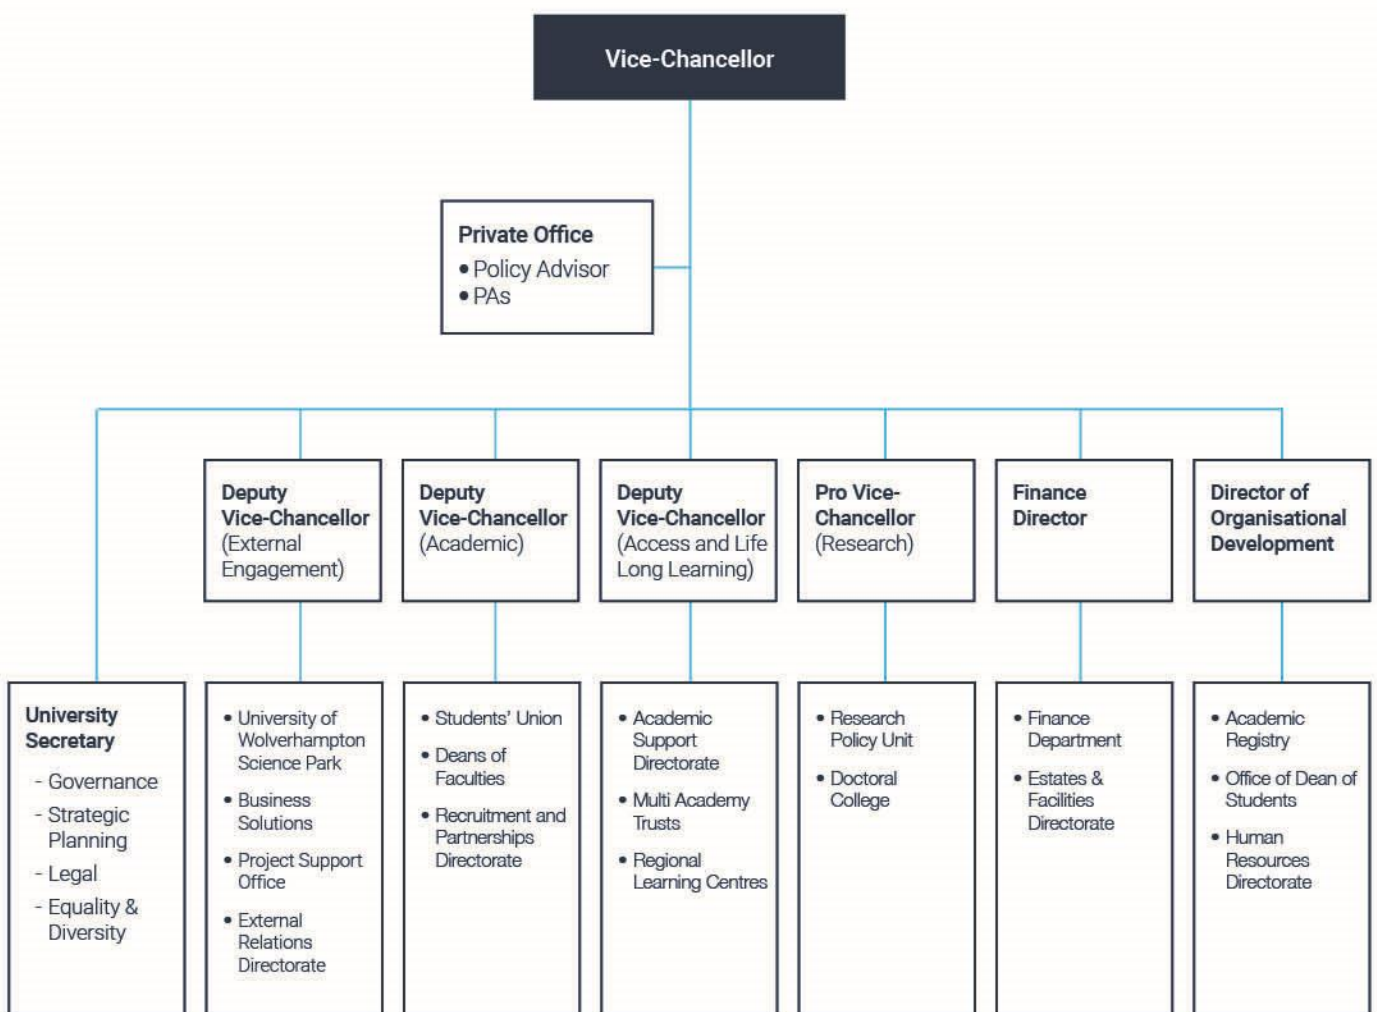 Vice-Chancellor
Private Office
• Policy Advisor
• PAs
Deputy
Vice-Chancellor
(External
Engagement)
Deputy
Vice-Chancellor
(Academic)
Deputy
Vice-Chancellor
(Access and Life
Long Learning)
Pro Vice-
Chancellor
(Research)
Finance
Director
Director of
Organisational
Development
University
Secretary
- Governance
- Strategic
Planning
- Legal
- Equality &
Diversity
• University of
Wolverhampton
Science Park
• Business
Solutions
• Project Support
Office
• External
Relations
Directorate
• Students’ Union
• Deans of
Faculties
• Recruitment and
Partnerships
Directorate
• Academic
Support
Directorate
• Multi Academy
Trusts
• Regional
Learning Centres
• Research
Policy Unit
• Doctoral
College
• Finance
Department
• Estates &
Facilities
Directorate
• Academic
Registry
• Office of Dean of
Students
• Human
Resources
Directorate